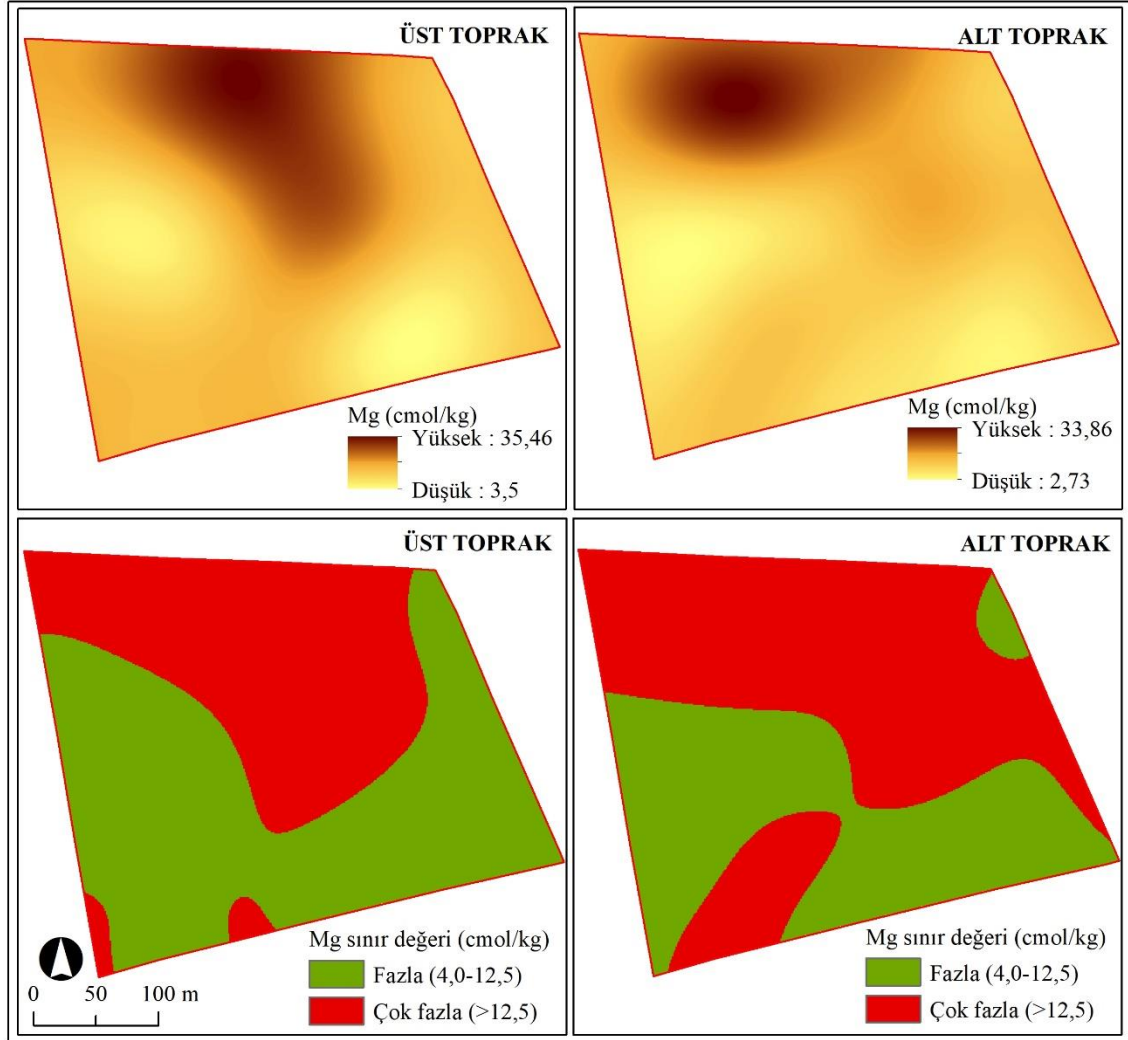 ÜST TOPRAK
Mg (cmol/kg)
Yüksek : 35,46
Düşük : 3,5
ALT TOPRAK
Mg (cmol/kg)
Yüksek : 33,86
Düşük : 2,73
ÜST TOPRAK
Mg sınır değeri (cmol/kg)
Fazla (4,0-12,5)
Çok fazla (>12,5)
0 50 100 m
ALT TOPRAK
Mg sınır değeri (cmol/kg)
Fazla (4,0-12,5)
Çok fazla (>12,5)